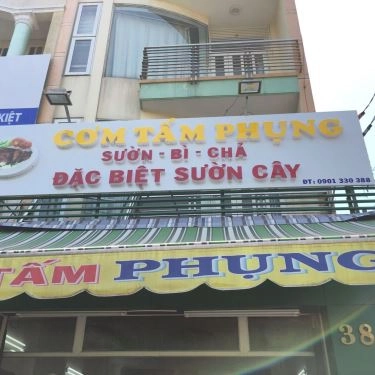 KIỆT
CƠM TẤM PHỤNG
SƯỜN - BÌ - CHẢ
ĐẶC BIỆT SƯỜN CÂY
ĐT: 0901 330 388
TẤM PHỤNG
38